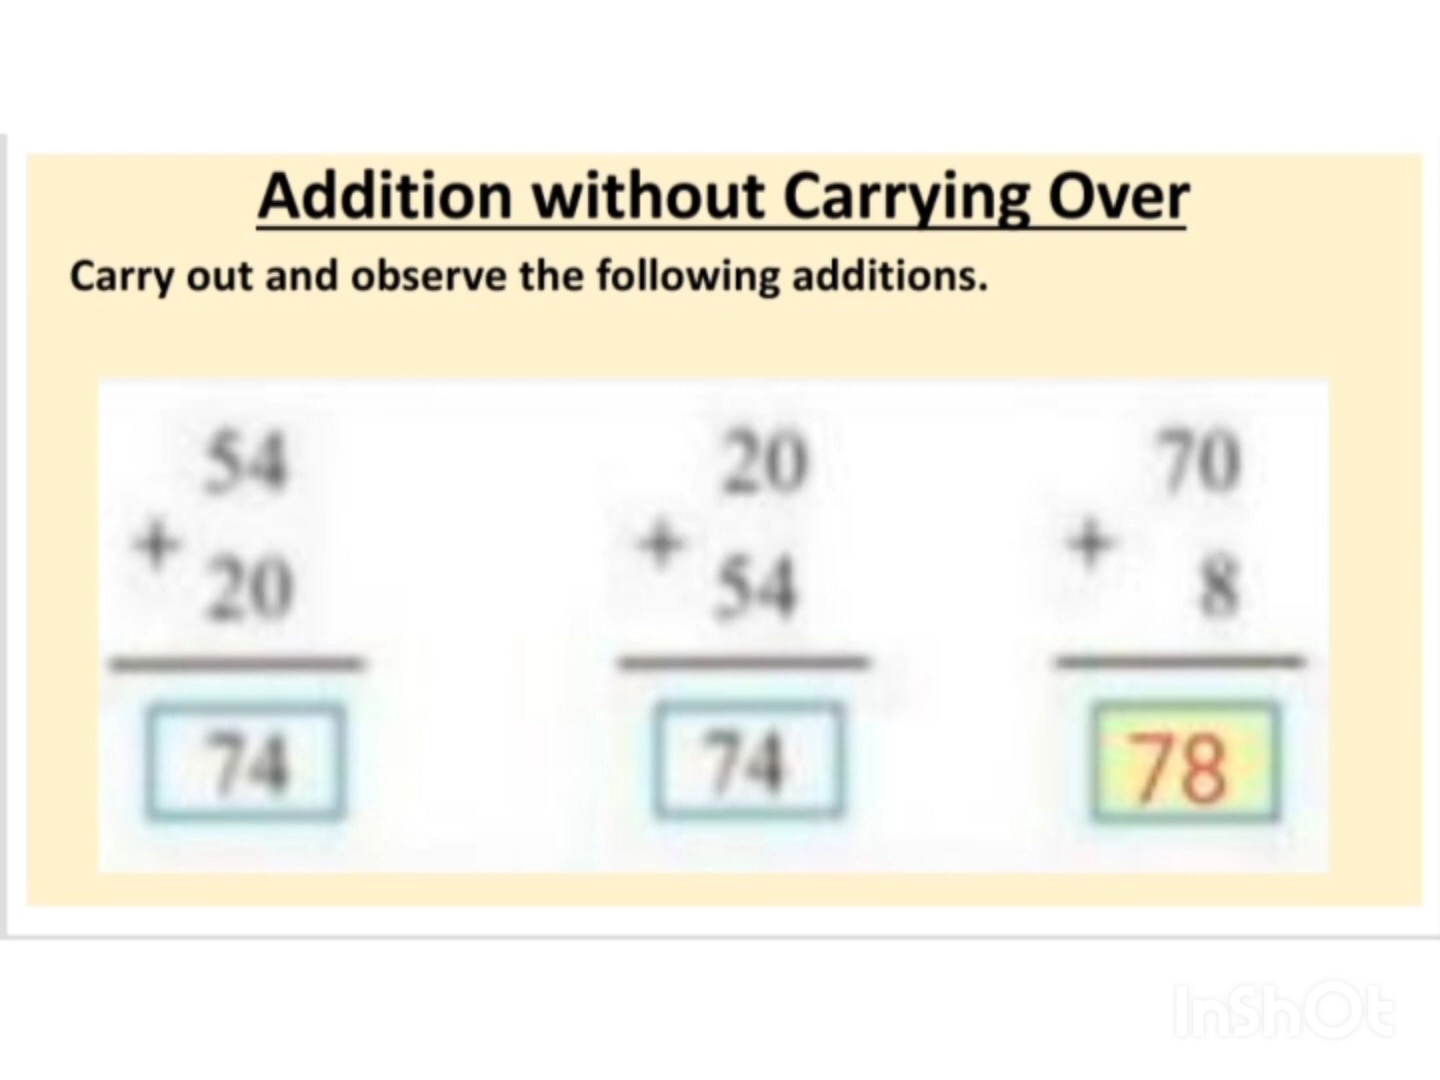 Addition without Carrying Over
Carry out and observe the following additions.
54 20 70
+ + +
20 54 8
74 74 78
InShOt